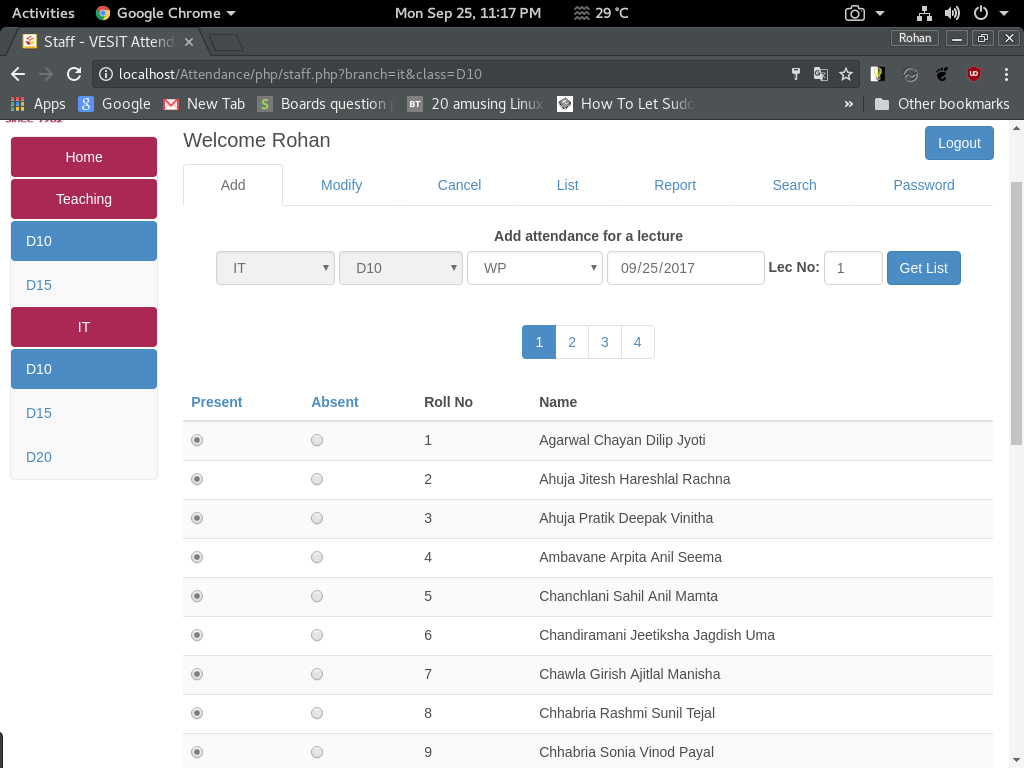 Activities Google Chrome Mon Sep 25, 11:17 PM 29 °C
Staff - VESIT Attend Rohan
localhost/Attendance/php/staff.php?branch=it&class=D10
Apps Google New Tab S Boards question BT 20 amusing Linux How To Let Sudo » Other bookmarks
Welcome Rohan Logout
Home
Teaching
D10
D15
IT
D10
D15
D20
Add Modify Cancel List Report Search Password
Add attendance for a lecture
IT D10 WP 09/25/2017 Lec No: 1 Get List
1 2 3 4
Present Absent Roll No Name
1 Agarwal Chayan Dilip Jyoti
2 Ahuja Jitesh Hareshlal Rachna
3 Ahuja Pratik Deepak Vinitha
4 Ambavane Arpita Anil Seema
5 Chanchlani Sahil Anil Mamta
6 Chandiramani Jeetiksha Jagdish Uma
7 Chawla Girish Ajitlal Manisha
8 Chhabria Rashmi Sunil Tejal
9 Chhabria Sonia Vinod Payal